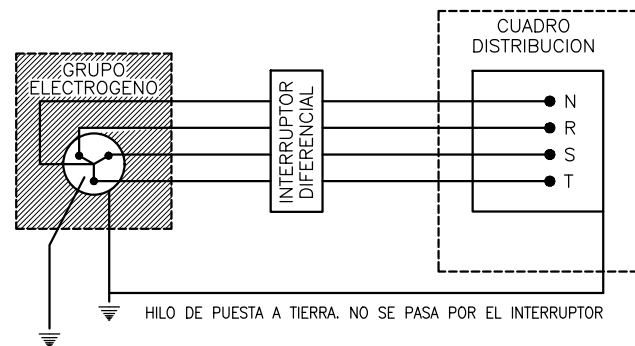 CUADRO
DISTRIBUCION
GRUPO
ELECTROGENO
INTERRUPTOR
DIFERENCIAL
N
R
S
T
HILO DE PUESTA A TIERRA. NO SE PASA POR EL INTERRUPTOR